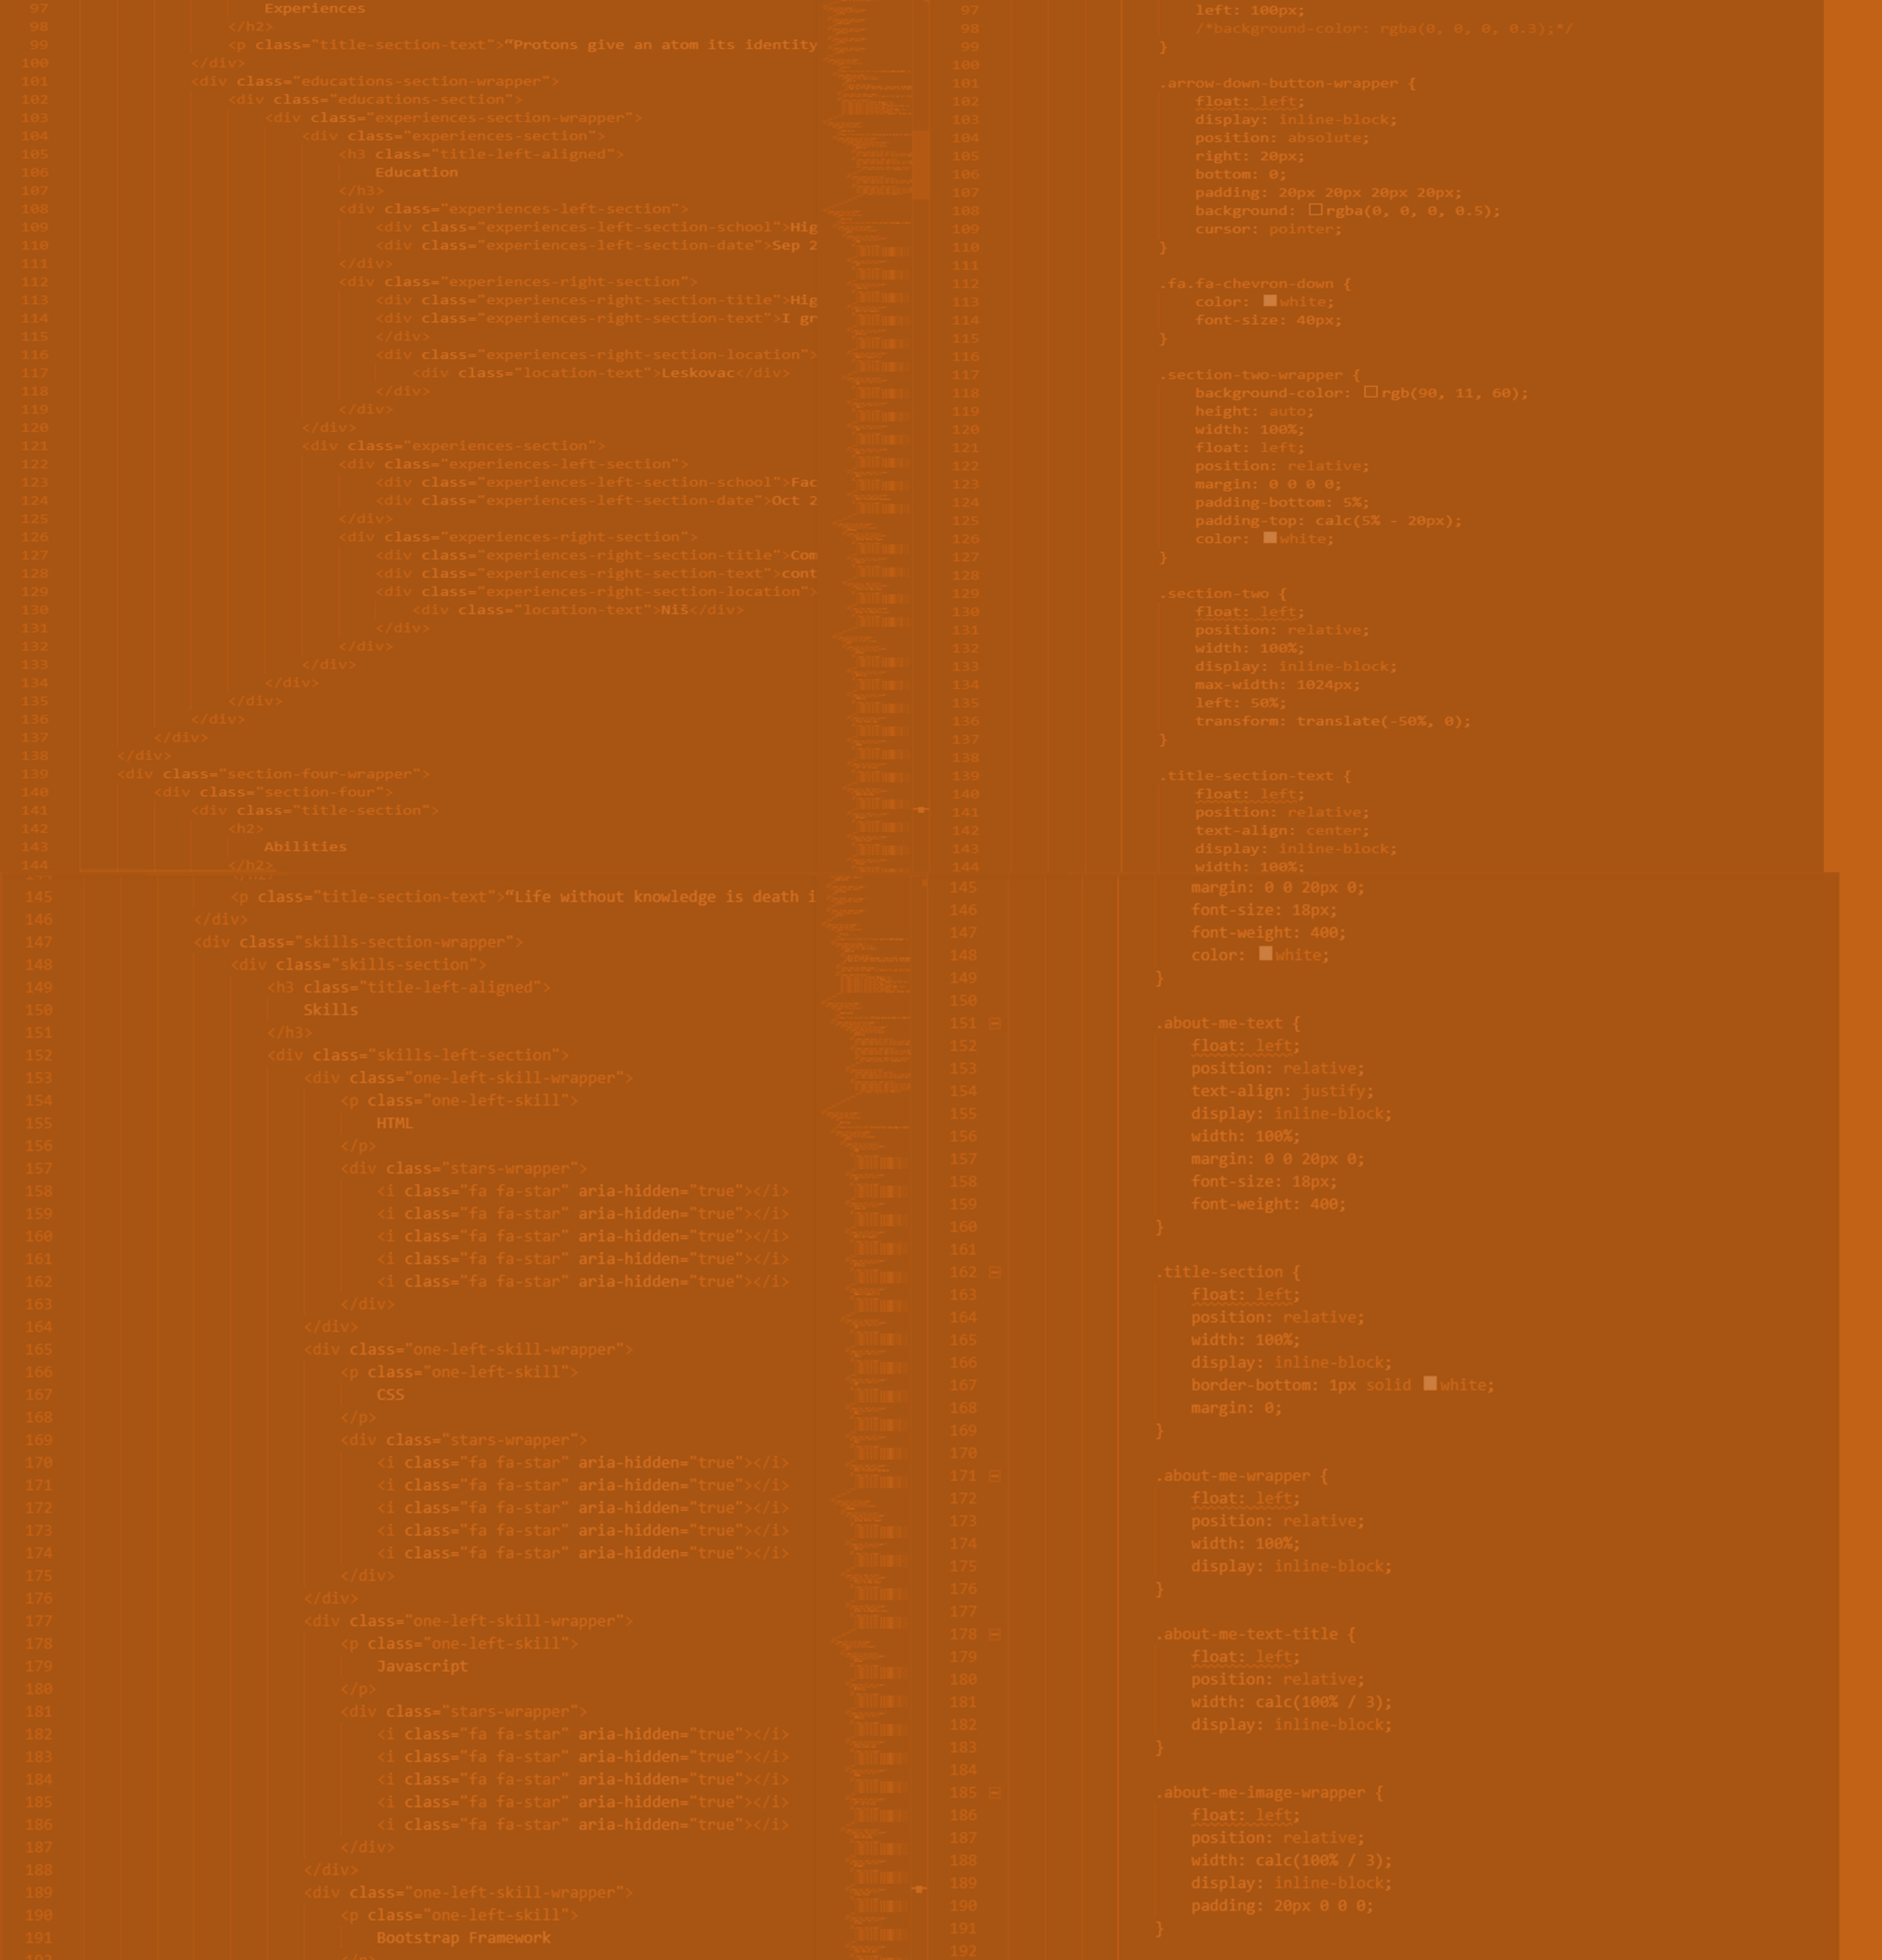 97 Experiences
98 </h2>
99 <p class="title-section-text">“Protons give an atom its identity
100 </div>
101 <div class="educations-section-wrapper">
102 <div class="educations-section">
103 <div class="experiences-section-wrapper">
104 <div class="experiences-section">
105 <h3 class="title-left-aligned">
106 Education
107 </h3>
108 <div class="experiences-left-section">
109 <div class="experiences-left-section-school">Hig
110 <div class="experiences-left-section-date">Sep 2
111 </div>
112 <div class="experiences-right-section">
113 <div class="experiences-right-section-title">Hig
114 <div class="experiences-right-section-text">I gr
115 </div>
116 <div class="experiences-right-section-location">
117 <div class="location-text">Leskovac</div>
118 </div>
119 </div>
120 </div>
121 <div class="experiences-section">
122 <div class="experiences-left-section">
123 <div class="experiences-left-section-school">Fac
124 <div class="experiences-left-section-date">Oct 2
125 </div>
126 <div class="experiences-right-section">
127 <div class="experiences-right-section-title">Com
128 <div class="experiences-right-section-text">cont
129 <div class="experiences-right-section-location">
130 <div class="location-text">Niš</div>
131 </div>
132 </div>
133 </div>
134 </div>
135 </div>
136 </div>
137 </div>
138 </div>
139 <div class="section-four-wrapper">
140 <div class="section-four">
141 <div class="title-section">
142 <h2>
143 Abilities
144 </h2>
145 <p class="title-section-text">“Life without knowledge is death i
146 </div>
147 <div class="skills-section-wrapper">
148 <div class="skills-section">
149 <h3 class="title-left-aligned">
150 Skills
151 </h3>
152 <div class="skills-left-section">
153 <div class="one-left-skill-wrapper">
154 <p class="one-left-skill">
155 HTML
156 </p>
157 <div class="stars-wrapper">
158 <i class="fa fa-star" aria-hidden="true"></i>
159 <i class="fa fa-star" aria-hidden="true"></i>
160 <i class="fa fa-star" aria-hidden="true"></i>
161 <i class="fa fa-star" aria-hidden="true"></i>
162 <i class="fa fa-star" aria-hidden="true"></i>
163 </div>
164 </div>
165 <div class="one-left-skill-wrapper">
166 <p class="one-left-skill">
167 CSS
168 </p>
169 <div class="stars-wrapper">
170 <i class="fa fa-star" aria-hidden="true"></i>
171 <i class="fa fa-star" aria-hidden="true"></i>
172 <i class="fa fa-star" aria-hidden="true"></i>
173 <i class="fa fa-star" aria-hidden="true"></i>
174 <i class="fa fa-star" aria-hidden="true"></i>
175 </div>
176 </div>
177 <div class="one-left-skill-wrapper">
178 <p class="one-left-skill">
179 Javascript
180 </p>
181 <div class="stars-wrapper">
182 <i class="fa fa-star" aria-hidden="true"></i>
183 <i class="fa fa-star" aria-hidden="true"></i>
184 <i class="fa fa-star" aria-hidden="true"></i>
185 <i class="fa fa-star" aria-hidden="true"></i>
186 <i class="fa fa-star" aria-hidden="true"></i>
187 </div>
188 </div>
189 <div class="one-left-skill-wrapper">
190 <p class="one-left-skill">
191 Bootstrap Framework
192 </p>
97 left: 100px;
98 /*background-color: rgba(0, 0, 0, 0.3);*/
99 }
100
101 .arrow-down-button-wrapper {
102 float: left;
103 display: inline-block;
104 position: absolute;
105 right: 20px;
106 bottom: 0;
107 padding: 20px 20px 20px 20px;
108 background: rgba(0, 0, 0, 0.5);
109 cursor: pointer;
110 }
111
112 .fa.fa-chevron-down {
113 color: white;
114 font-size: 40px;
115 }
116
117 .section-two-wrapper {
118 background-color: rgb(90, 11, 60);
119 height: auto;
120 width: 100%;
121 float: left;
122 position: relative;
123 margin: 0 0 0 0;
124 padding-bottom: 5%;
125 padding-top: calc(5% - 20px);
126 color: white;
127 }
128
129 .section-two {
130 float: left;
131 position: relative;
132 width: 100%;
133 display: inline-block;
134 max-width: 1024px;
135 left: 50%;
136 transform: translate(-50%, 0);
137 }
138
139 .title-section-text {
140 float: left;
141 position: relative;
142 text-align: center;
143 display: inline-block;
144 width: 100%;
145 margin: 0 0 20px 0;
146 font-size: 18px;
147 font-weight: 400;
148 color: white;
149 }
150
151 .about-me-text {
152 float: left;
153 position: relative;
154 text-align: justify;
155 display: inline-block;
156 width: 100%;
157 margin: 0 0 20px 0;
158 font-size: 18px;
159 font-weight: 400;
160 }
161
162 .title-section {
163 float: left;
164 position: relative;
165 width: 100%;
166 display: inline-block;
167 border-bottom: 1px solid white;
168 margin: 0;
169 }
170
171 .about-me-wrapper {
172 float: left;
173 position: relative;
174 width: 100%;
175 display: inline-block;
176 }
177
178 .about-me-text-title {
179 float: left;
180 position: relative;
181 width: calc(100% / 3);
182 display: inline-block;
183 }
184
185 .about-me-image-wrapper {
186 float: left;
187 position: relative;
188 width: calc(100% / 3);
189 display: inline-block;
190 padding: 20px 0 0 0;
191 }
192